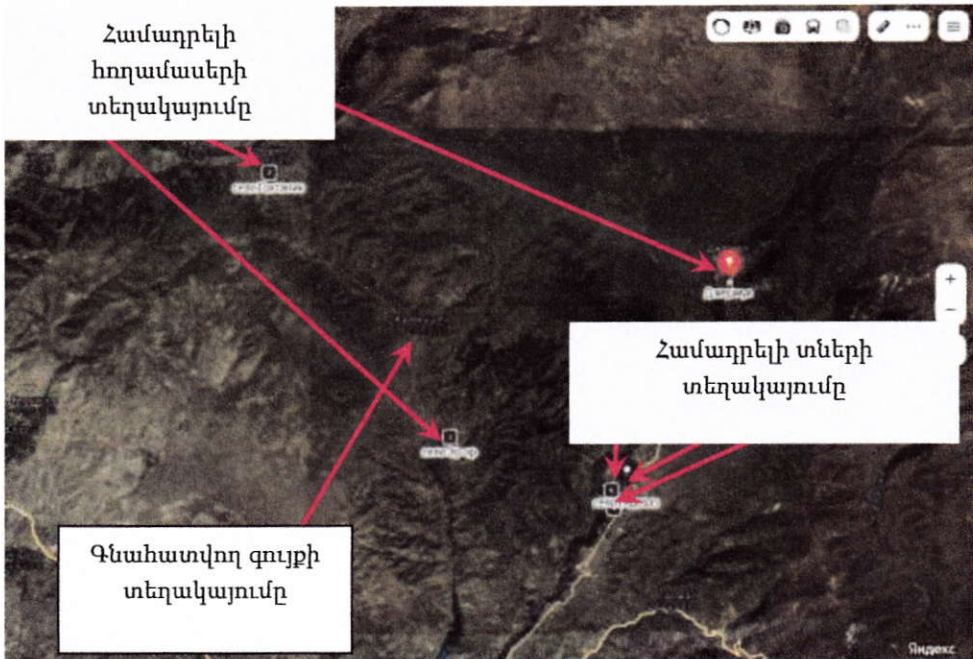 Համադրելի
հողամասերի
տեղակայումը
Համադրելի տների
տեղակայումը
Գնահատվող գույքի
տեղակայումը
+
−
Яндекс